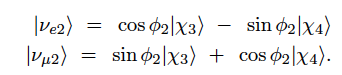 |ν_{e2}⟩ = cos ϕ_2|χ_3⟩ − sin ϕ_2|χ_4⟩
|ν_{μ2}⟩ = sin ϕ_2|χ_3⟩ + cos ϕ_2|χ_4⟩.